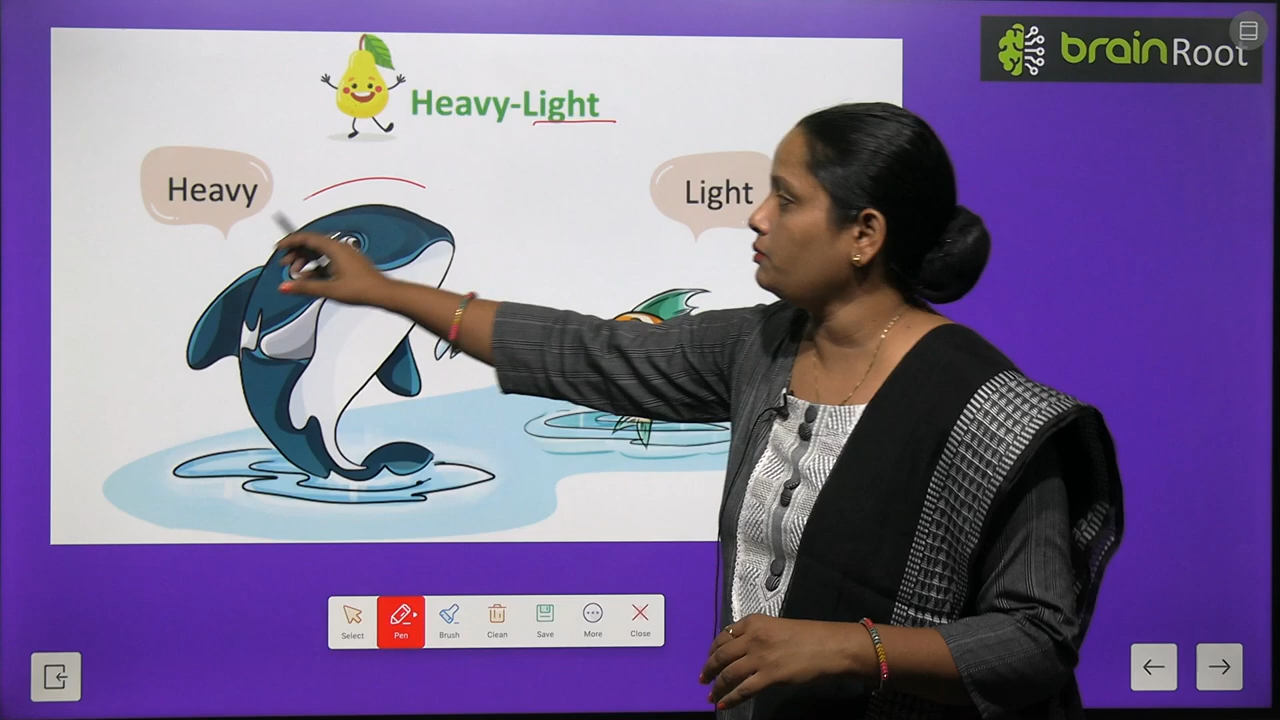 brainRoot
Heavy-Light
Heavy
Light
Select
Pen
Brush
Clean
Save
More
Close